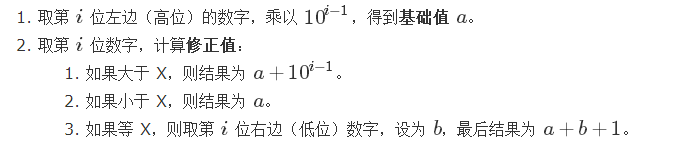 1. 取第 i 位左边（高位）的数字，乘以 10^{i−1}，得到基础值 a。
2. 取第 i 位数字，计算修正值：
1. 如果大于 X，则结果为 a + 10^{i−1}。
2. 如果小于 X，则结果为 a。
3. 如果等 X，则取第 i 位右边（低位）数字，设为 b，最后结果为 a + b + 1。